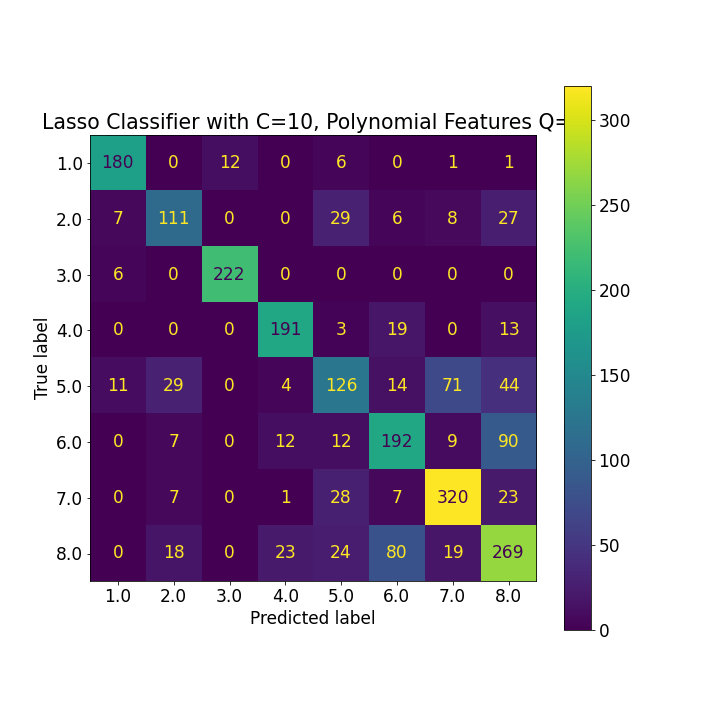 Lasso Classifier with C=10, Polynomial Features Q=
300
1.0 180 0 12 0 6 0 1 1
250
2.0 7 111 0 0 29 6 8 27
3.0 6 0 222 0 0 0 0 0
200
4.0 0 0 0 191 3 19 0 13
True label
150
5.0 11 29 0 4 126 14 71 44
6.0 0 7 0 12 12 192 9 90
100
7.0 0 7 0 1 28 7 320 23
50
8.0 0 18 0 23 24 80 19 269
1.0 2.0 3.0 4.0 5.0 6.0 7.0 8.0
Predicted label
0